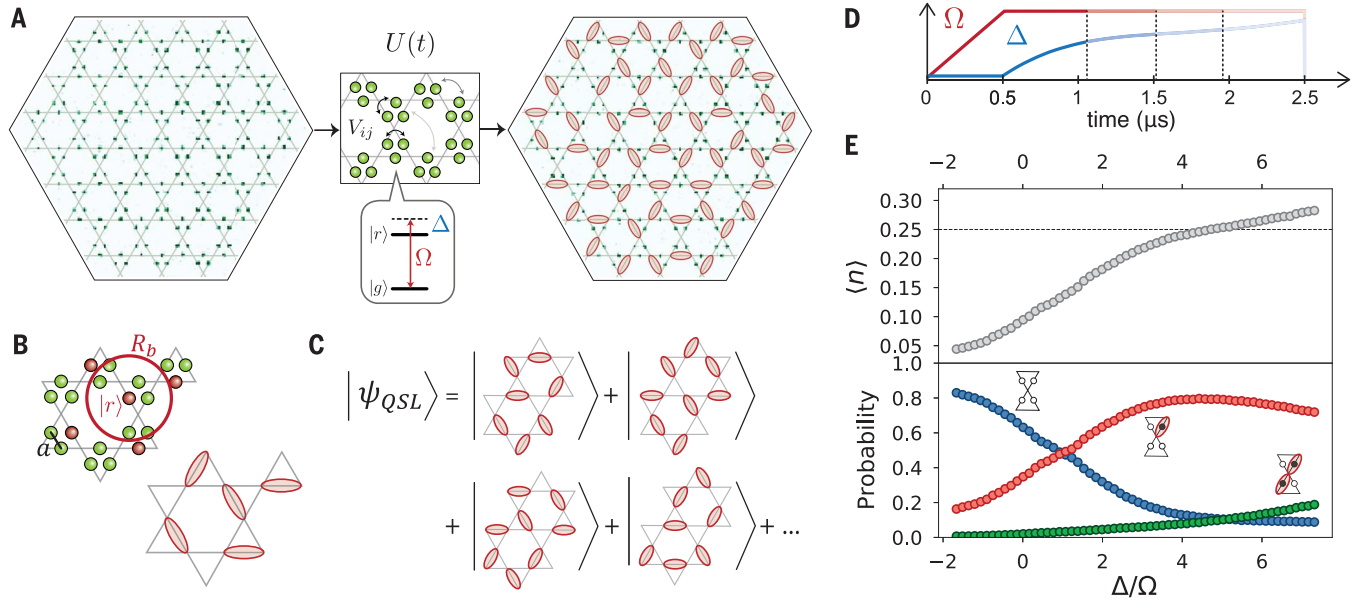 A
U(t)
V_ij
|r⟩
Δ
Ω
|g⟩
B
R_b
|r⟩
a
C
|ψ_QSL⟩ = | ⟩ + | ⟩
+ | ⟩ + | ⟩ + ...
D
Ω
Δ
0 0.5 1 1.5 2 2.5
time (µs)
E
−2 0 2 4 6
0.30
0.25
0.20
0.15
0.10
0.05
⟨n⟩
1.0
0.8
0.6
0.4
0.2
0.0
Probability
−2 0 2 4 6
Δ/Ω